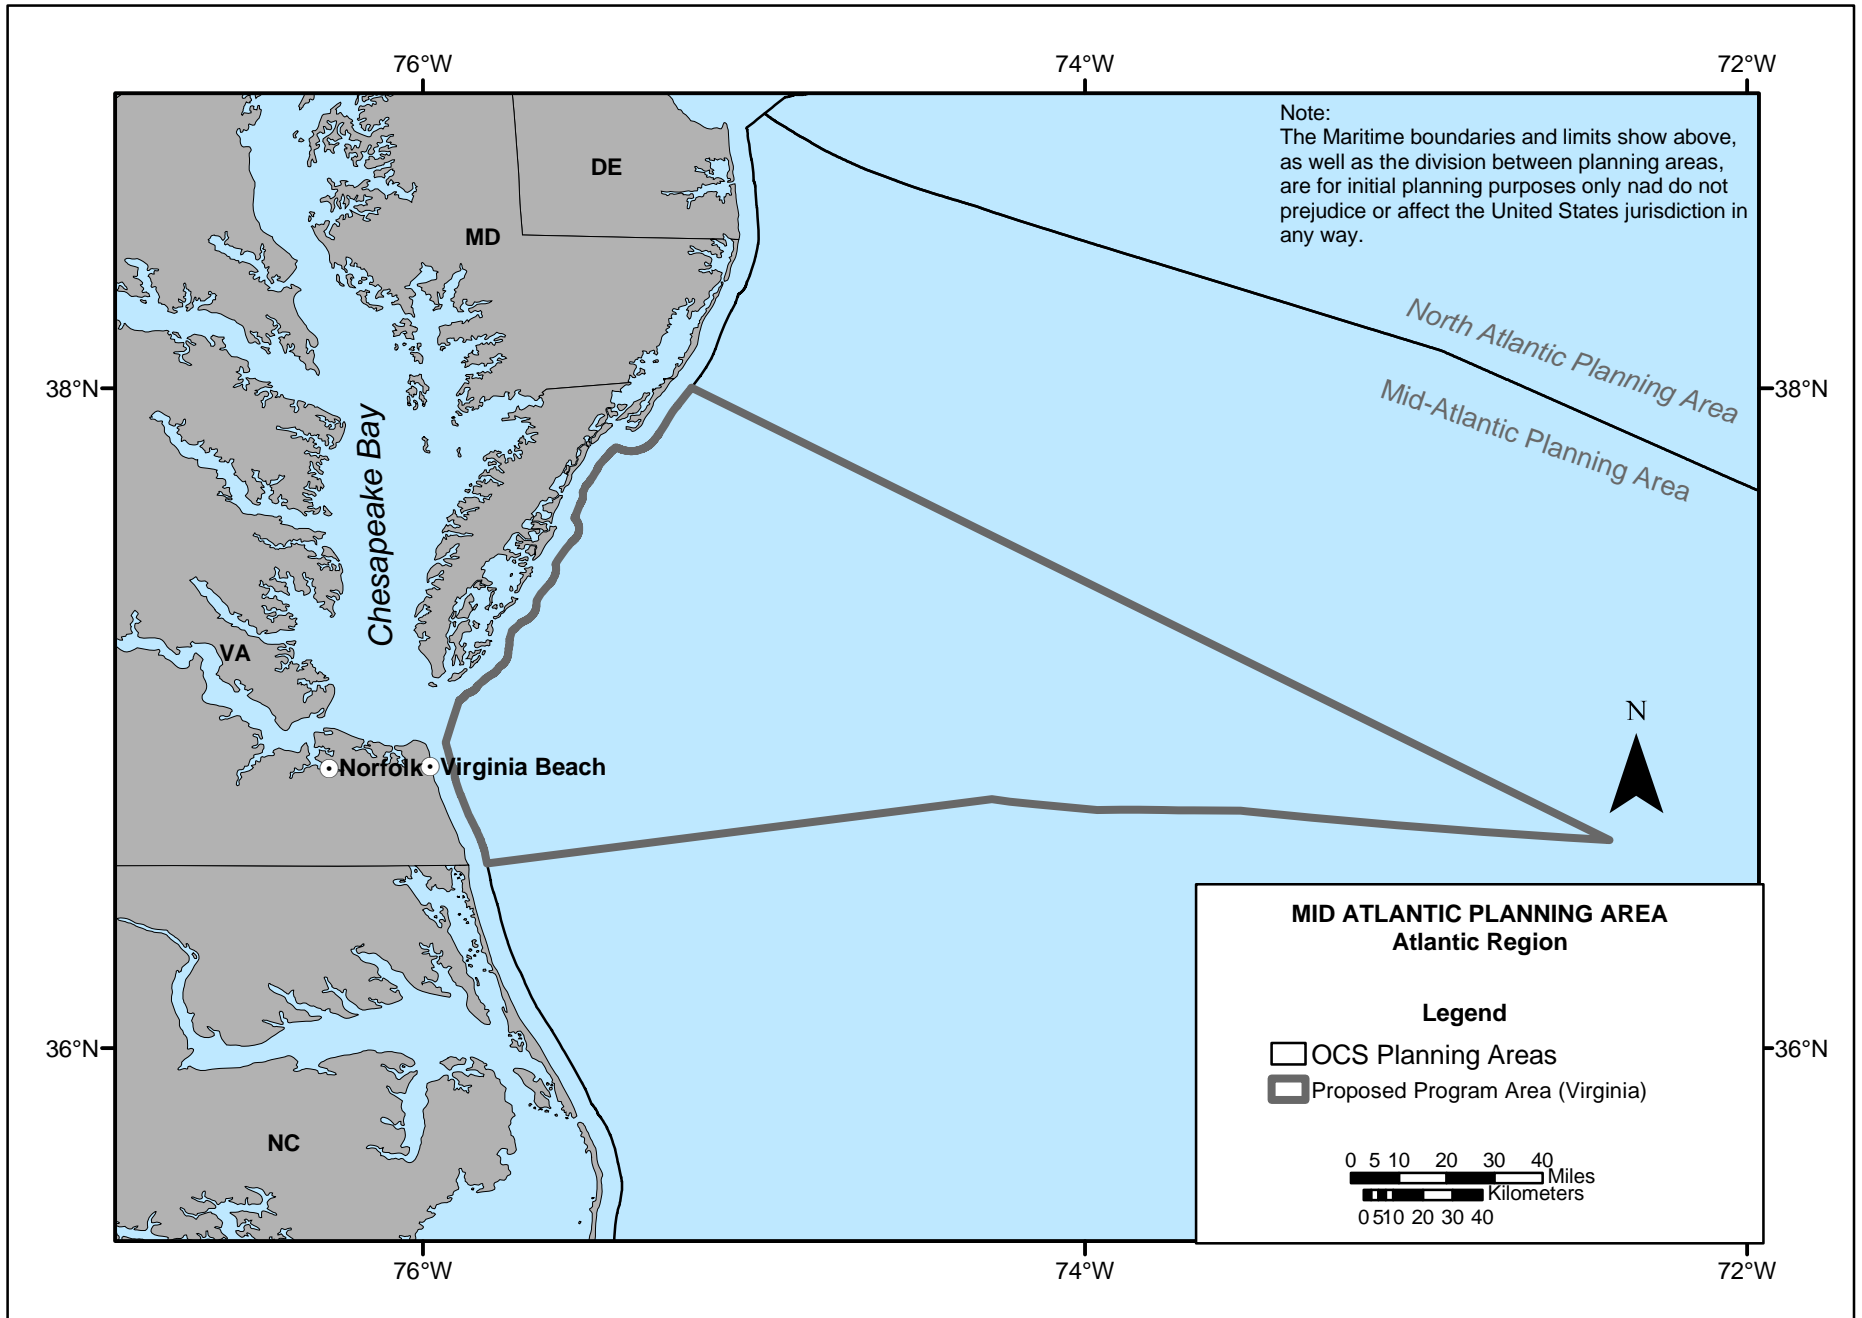 76°W
74°W
72°W
Note:
The Maritime boundaries and limits show above,
as well as the division between planning areas,
are for initial planning purposes only nad do not
prejudice or affect the United States jurisdiction in
any way.
DE
MD
North Atlantic Planning Area
38°N
38°N
Mid-Atlantic Planning Area
Chesapeake Bay
VA
N
Norfolk
Virginia Beach
MID ATLANTIC PLANNING AREA
Atlantic Region
Legend
36°N
36°N
OCS Planning Areas
Proposed Program Area (Virginia)
NC
0 5 10 20 30 40
Miles
Kilometers
0 5 10 20 30 40
76°W
74°W
72°W